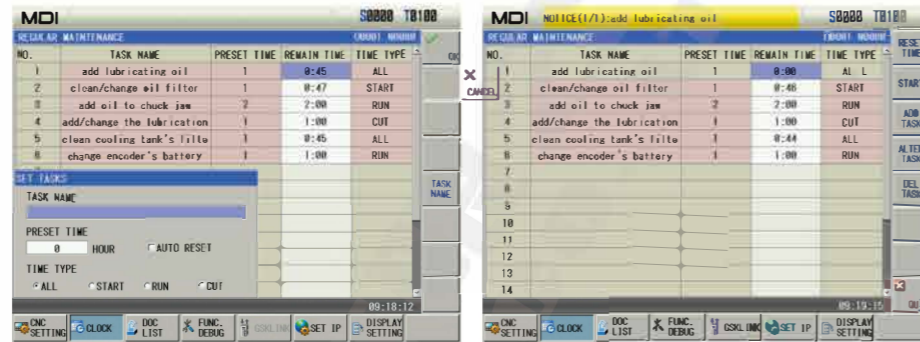 MDI S0000 T0100
REGULAR MAINTENANCE O0001 N00000
NO. TASK NAME PRESET TIME REMAIN TIME TIME TYPE
1 add lubricating oil 1 0:45 ALL
2 clean/change oil filter 1 0:47 START
3 add oil to chuck jaw 2 2:00 RUN
4 add/change the lubrication 1 1:00 CUT
5 clean cooling tank's filte 1 0:45 ALL
6 change encoder's battery 1 1:00 RUN
SET TASKS
TASK NAME
PRESET TIME
0 HOUR AUTO RESET
TIME TYPE
ALL START RUN CUT
09:18:12
CNC SETTING CLOCK DOC LIST FUNC. DEBUG GSKLINK SET IP DISPLAY SETTING
OK
CANCEL
TASK NAME
MDI NOTICE(1/1):add lubricating oil S0000 T0100
REGULAR MAINTENANCE
NO. TASK NAME PRESET TIME REMAIN TIME TIME TYPE
1 add lubricating oil 1 0:00 ALL
2 clean/change oil filter 1 0:46 START
3 add oil to chuck jaw 2 2:00 RUN
4 add/change the lubrication 1 1:00 CUT
5 clean cooling tank's filte 1 0:44 ALL
6 change encoder's battery 1 1:00 RUN
7
8
9
10
11
12
13
14
CNC SETTING CLOCK DOC LIST FUNC. DEBUG GSKLINK SET IP DISPLAY SETTING
RESE
TIME
START
ADD
TASK
ALTE
TASK
DEL
TASK